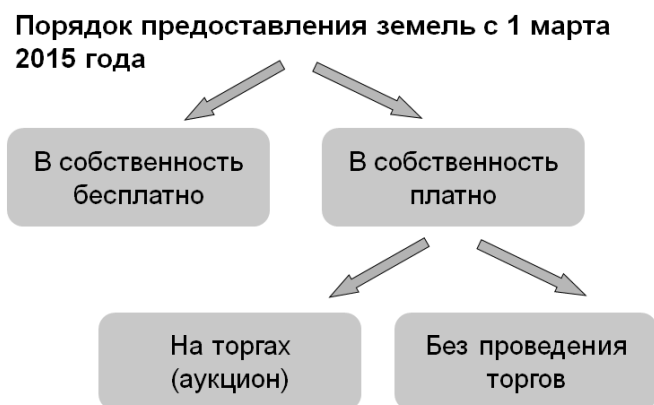 Порядок предоставления земель с 1 марта
2015 года
В собственность
бесплатно
В собственность
платно
На торгах
(аукцион)
Без проведения
торгов